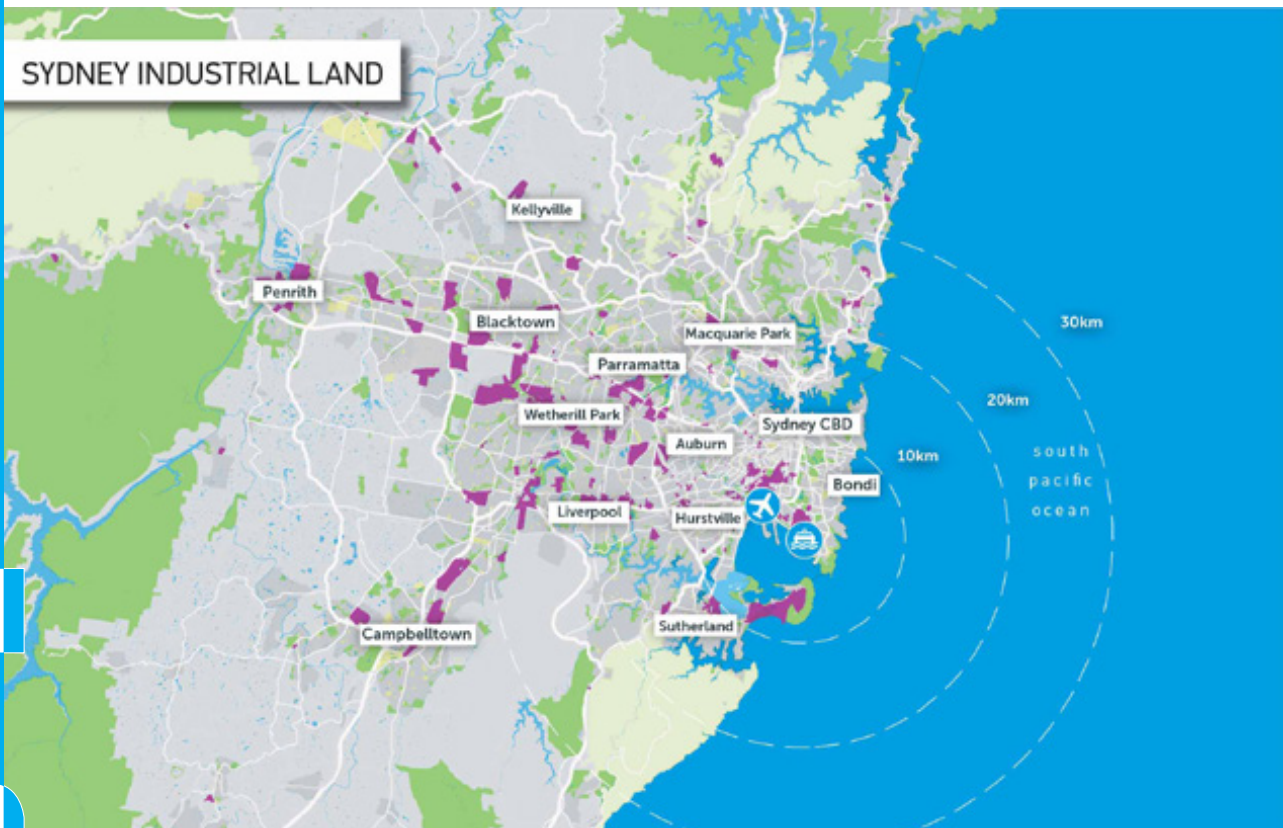 SYDNEY INDUSTRIAL LAND
Kellyville
Penrith
Blacktown
30km
Macquarie Park
Parramatta
20km
Wetherill Park
Sydney CBD
Auburn
10km
south
pacific
ocean
Bondi
Liverpool
Hurstville
Sutherland
Campbelltown